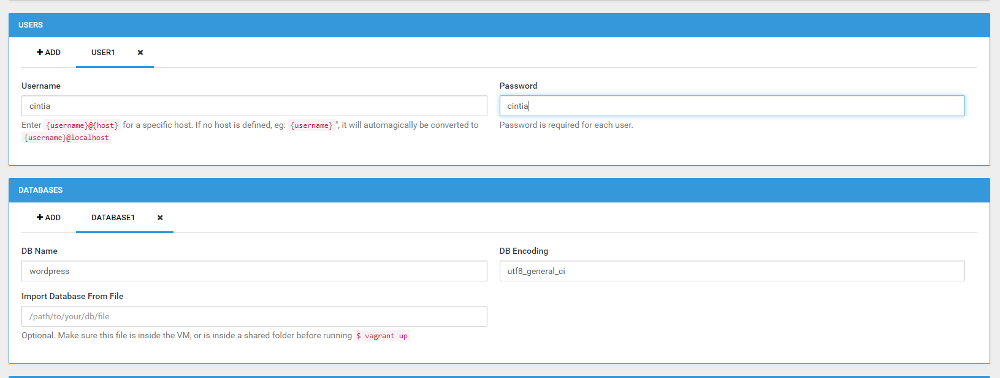 USERS
ADD USER1
Username Password
cintia cintia
Enter {username}@{host} for a specific host. If no host is defined, eg: {username} ", it will automagically be converted to
{username}@localhost
Password is required for each user.
DATABASES
ADD DATABASE1
DB Name DB Encoding
wordpress utf8_general_ci
Import Database From File
/path/to/your/db/file
Optional. Make sure this file is inside the VM, or is inside a shared folder before running $ vagrant up